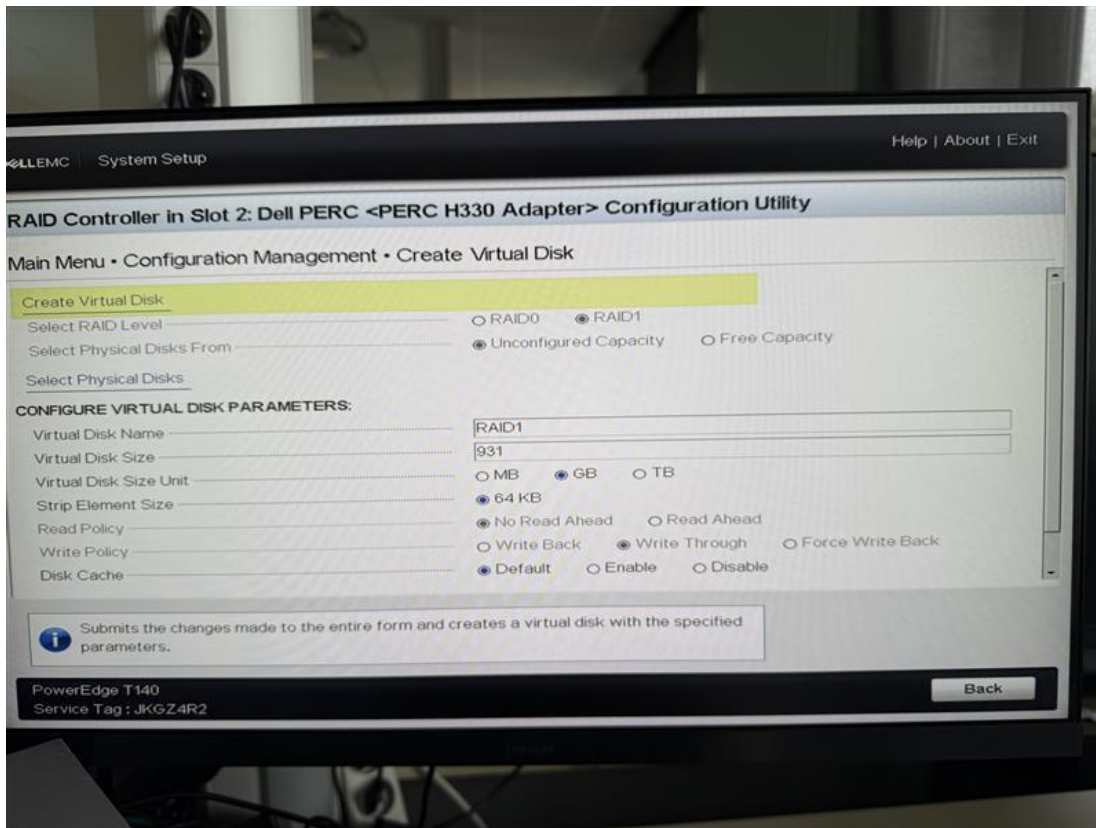 DELLEMC System Setup Help | About | Exit
RAID Controller in Slot 2: Dell PERC <PERC H330 Adapter> Configuration Utility
Main Menu • Configuration Management • Create Virtual Disk
Create Virtual Disk
Select RAID Level RAID0 RAID1
Select Physical Disks From Unconfigured Capacity Free Capacity
Select Physical Disks
CONFIGURE VIRTUAL DISK PARAMETERS:
Virtual Disk Name RAID1
Virtual Disk Size 931
Virtual Disk Size Unit MB GB TB
Strip Element Size 64 KB
Read Policy No Read Ahead Read Ahead
Write Policy Write Back Write Through Force Write Back
Disk Cache Default Enable Disable
Submits the changes made to the entire form and creates a virtual disk with the specified
parameters.
PowerEdge T140 Back
Service Tag : JKGZ4R2